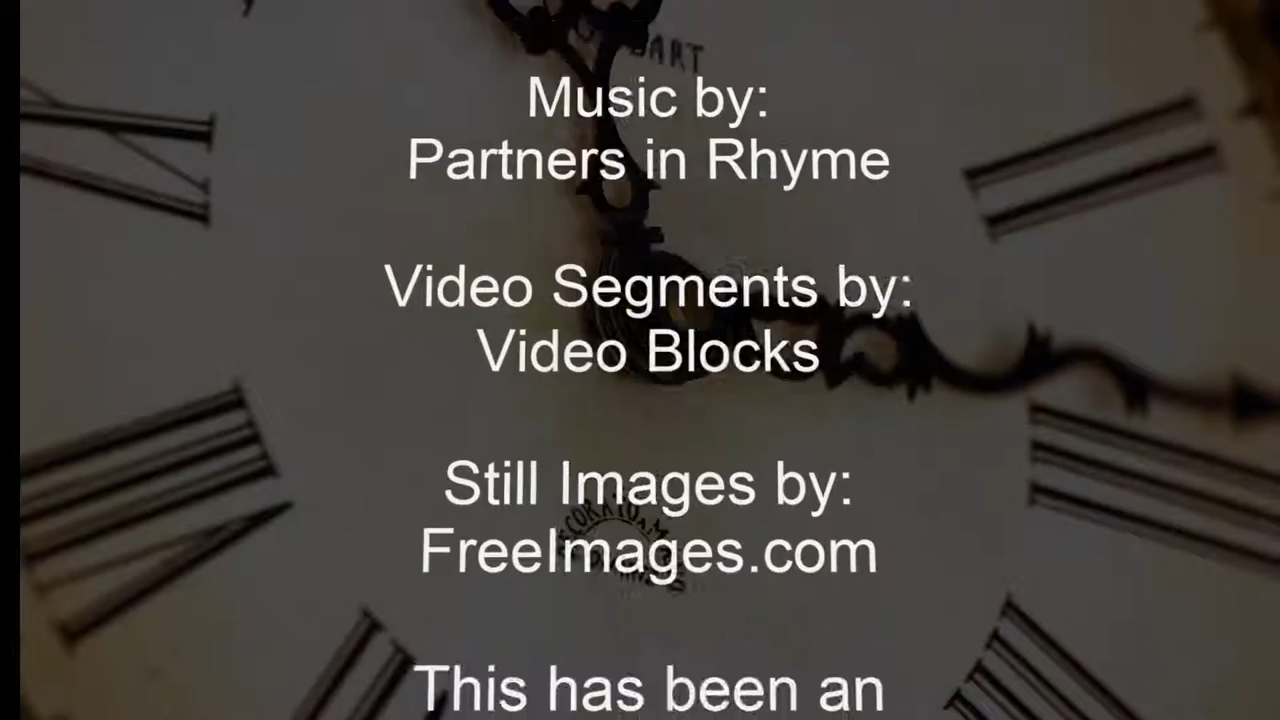 Music by:
Partners in Rhyme
Video Segments by:
Video Blocks
Still Images by:
FreeImages.com
This has been an